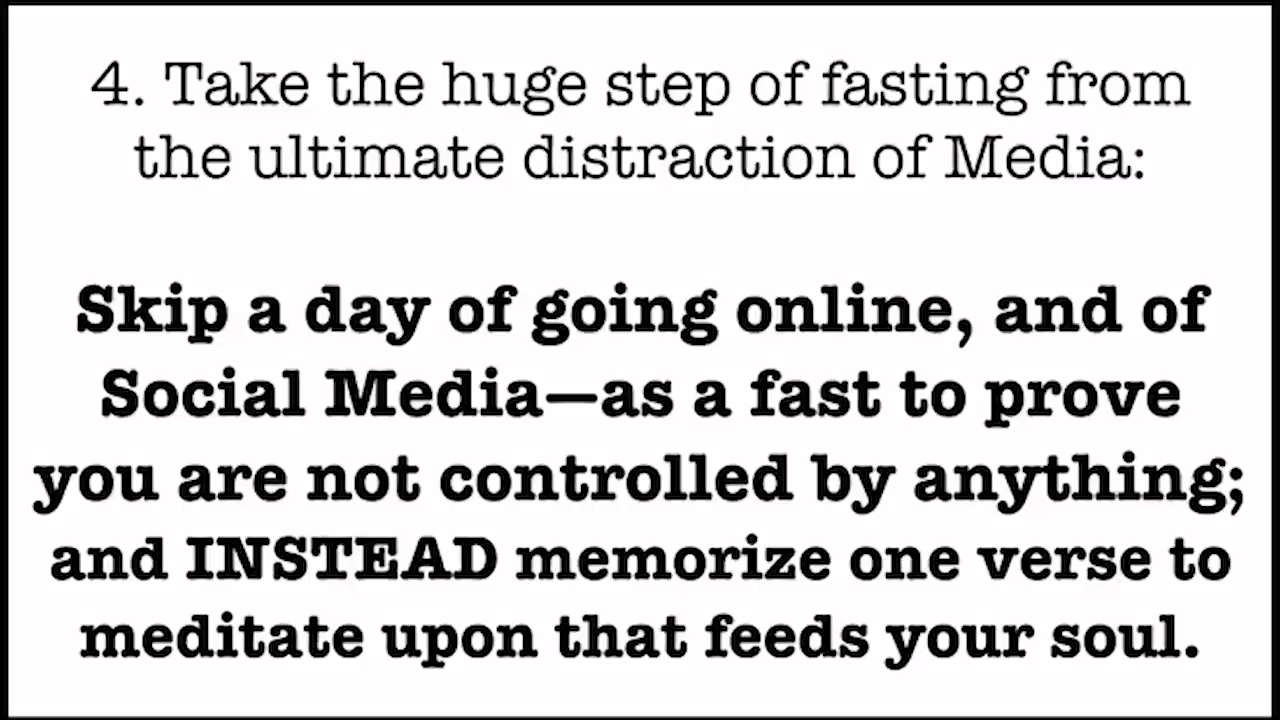 4. Take the huge step of fasting from
the ultimate distraction of Media:
Skip a day of going online, and of
Social Media—as a fast to prove
you are not controlled by anything;
and INSTEAD memorize one verse to
meditate upon that feeds your soul.